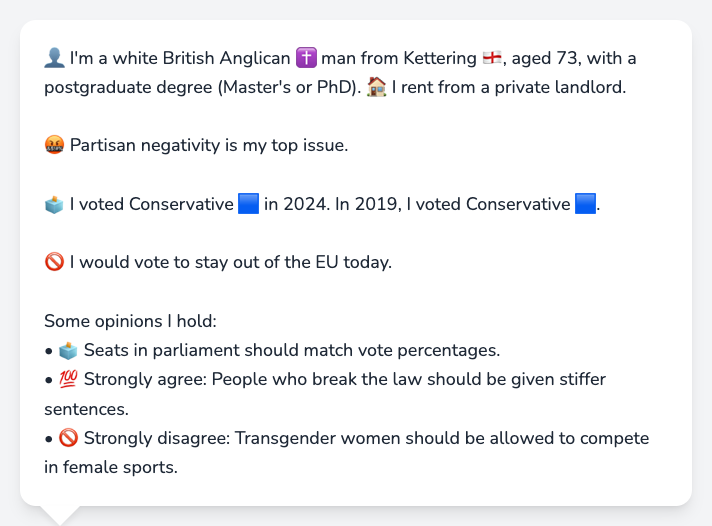 👤 I'm a white British Anglican ✝️ man from Kettering 🏴󠁧󠁢󠁥󠁮󠁧󠁿, aged 73, with a
postgraduate degree (Master's or PhD). 🏠 I rent from a private landlord.
🤬 Partisan negativity is my top issue.
🗳️ I voted Conservative 🟦 in 2024. In 2019, I voted Conservative 🟦.
🚫 I would vote to stay out of the EU today.
Some opinions I hold:
• 🗳️ Seats in parliament should match vote percentages.
• 💯 Strongly agree: People who break the law should be given stiffer
sentences.
• 🚫 Strongly disagree: Transgender women should be allowed to compete
in female sports.